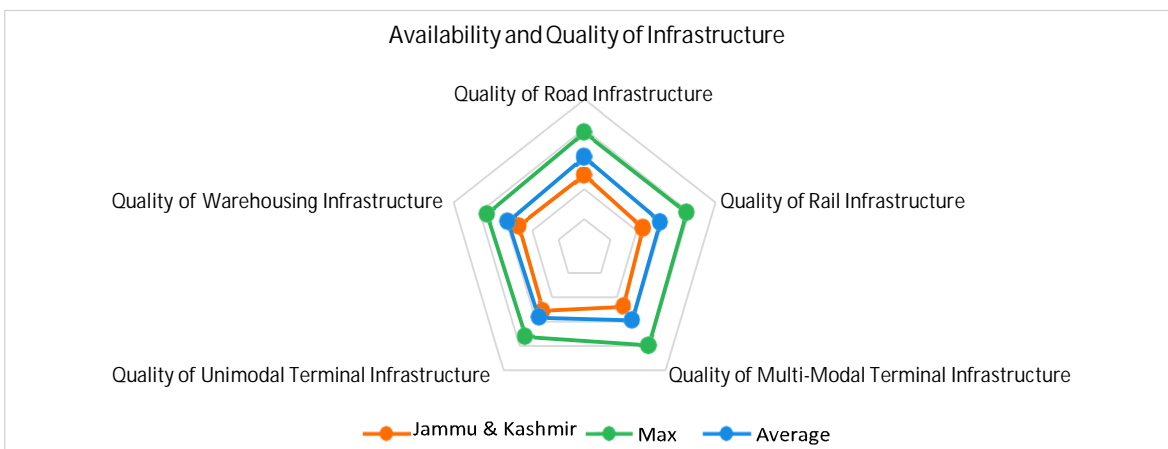 Availability and Quality of Infrastructure
Quality of Road Infrastructure
Quality of Warehousing Infrastructure
Quality of Rail Infrastructure
Quality of Unimodal Terminal Infrastructure
Quality of Multi-Modal Terminal Infrastructure
Jammu & Kashmir Max Average